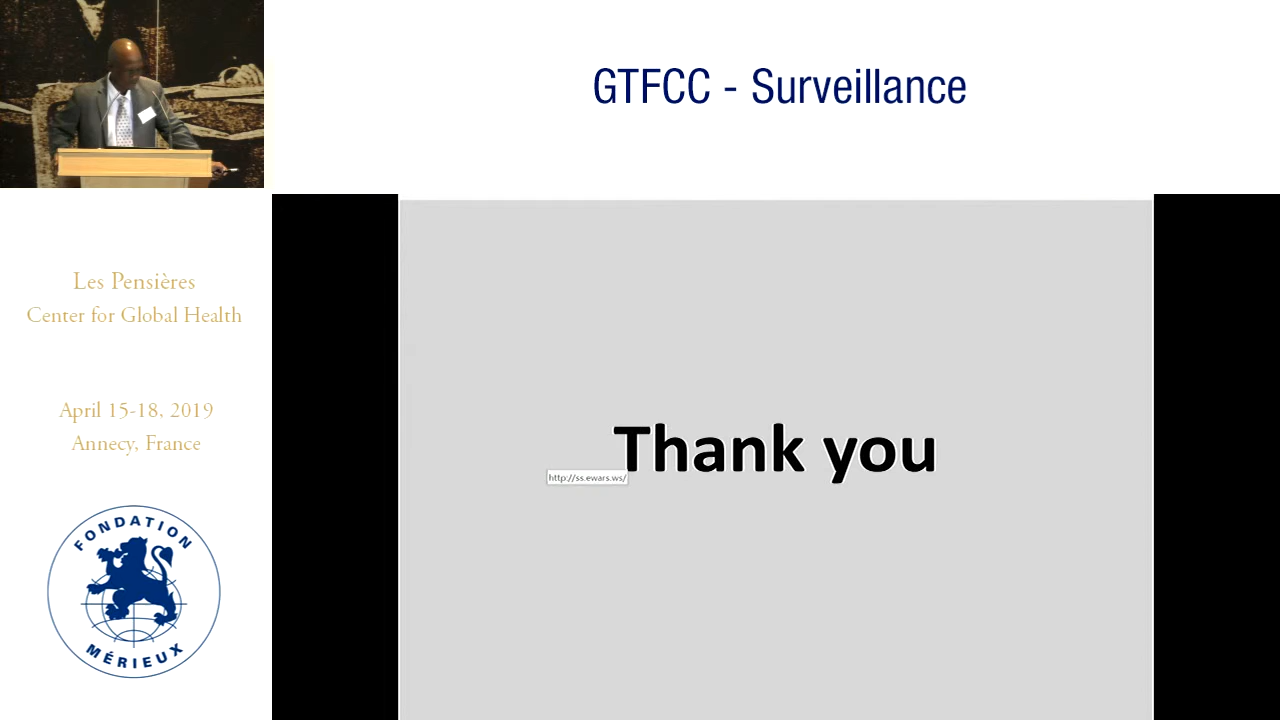 GTFCC - Surveillance
Les Pensières
Center for Global Health
April 15-18, 2019
Annecy, France
FONDATION
MÉRIEUX
Thank you
http://ss.ewars.ws/